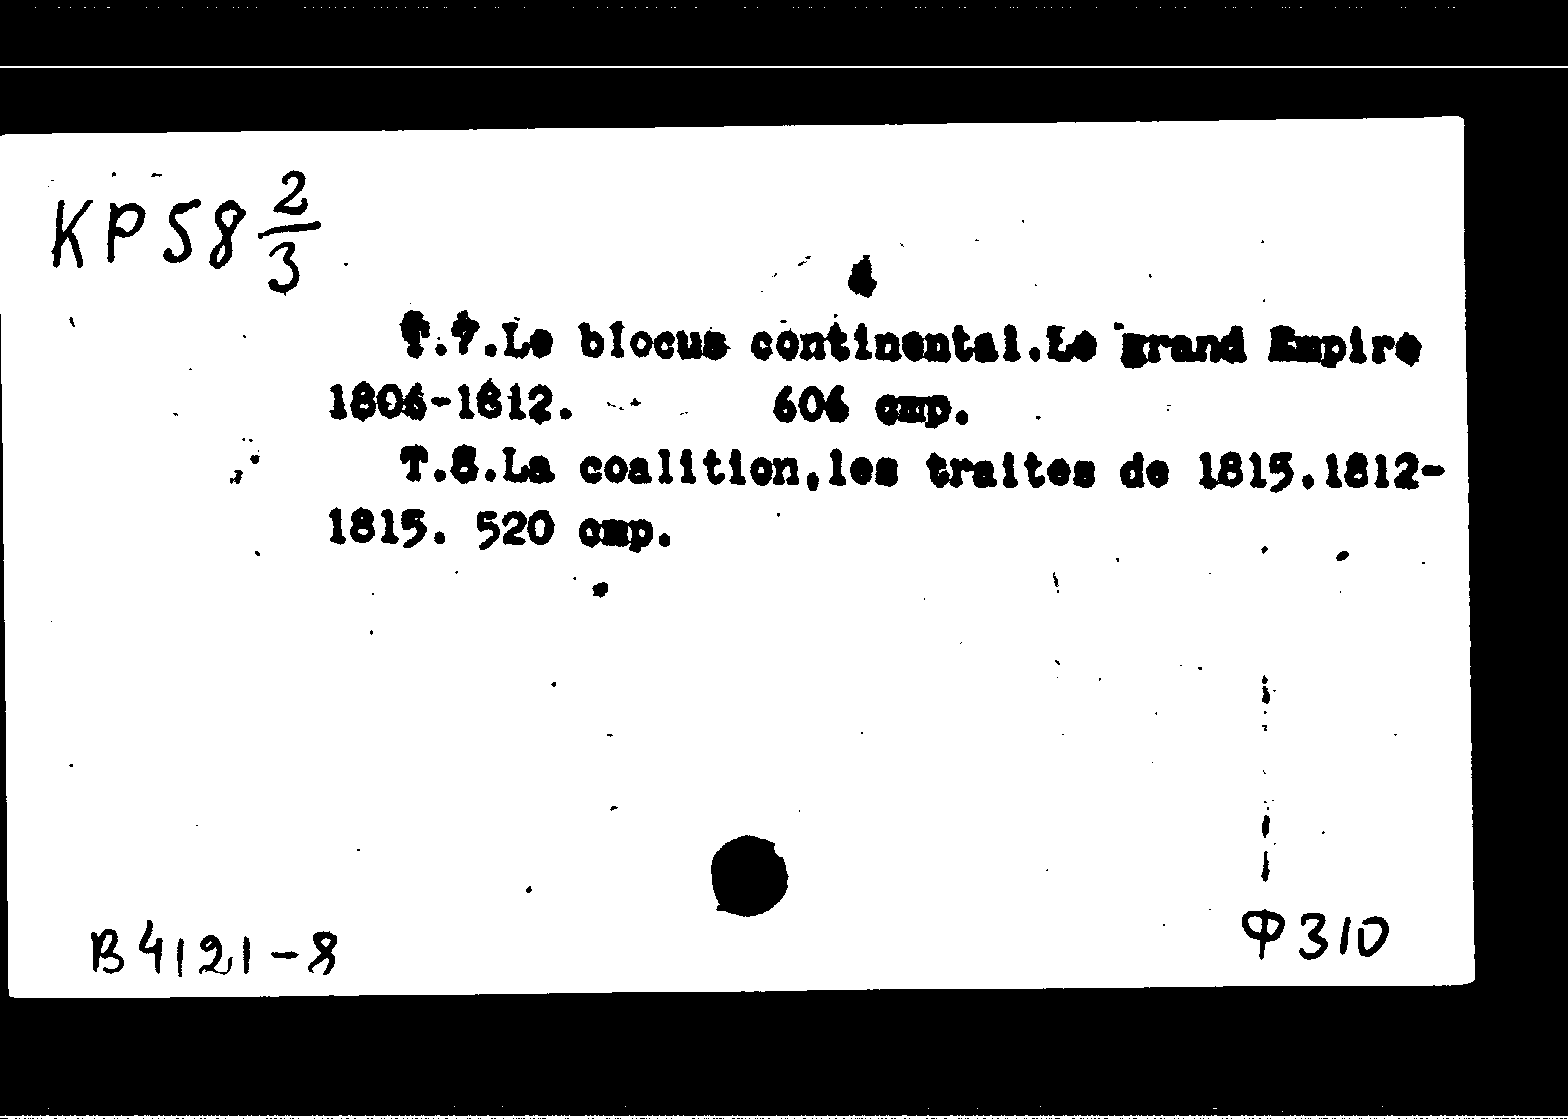 КР58 2/3
4
Т.7.Le blocus continental.Le grand Empire
1806-1812. 606 стр.
Т.8.La coalition,les traites de 1815.1812-
1815. 520 стр.
В4121-8
Ф310